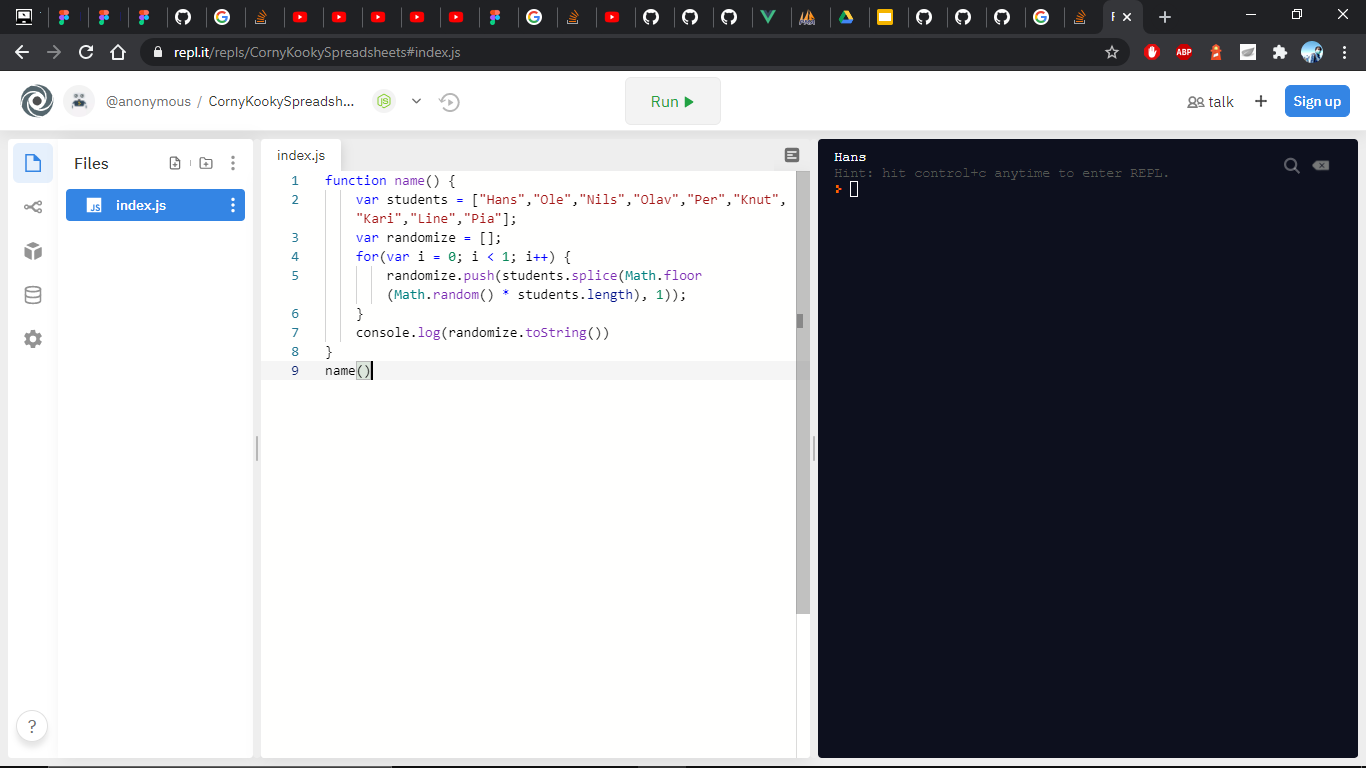 F
repl.it/repls/CornyKookySpreadsheets#index.js
ABP
@anonymous / CornyKookySpreadsh...
Run
talk
Sign up
Files
index.js
index.js
1 function name() {
2 var students = ["Hans","Ole","Nils","Olav","Per","Knut",
"Kari","Line","Pia"];
3 var randomize = [];
4 for(var i = 0; i < 1; i++) {
5 randomize.push(students.splice(Math.floor
(Math.random() * students.length), 1));
6 }
7 console.log(randomize.toString())
8 }
9 name()
Hans
Hint: hit control+c anytime to enter REPL.
?